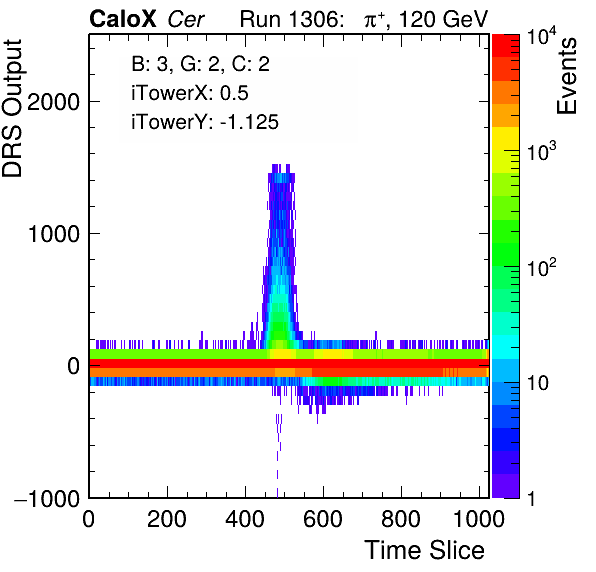 CaloX Cer Run 1306: π⁺, 120 GeV
DRS Output
Events
B: 3, G: 2, C: 2
iTowerX: 0.5
iTowerY: -1.125
2000
1000
0
−1000
0 200 400 600 800 1000
Time Slice
10⁴
10³
10²
10
1